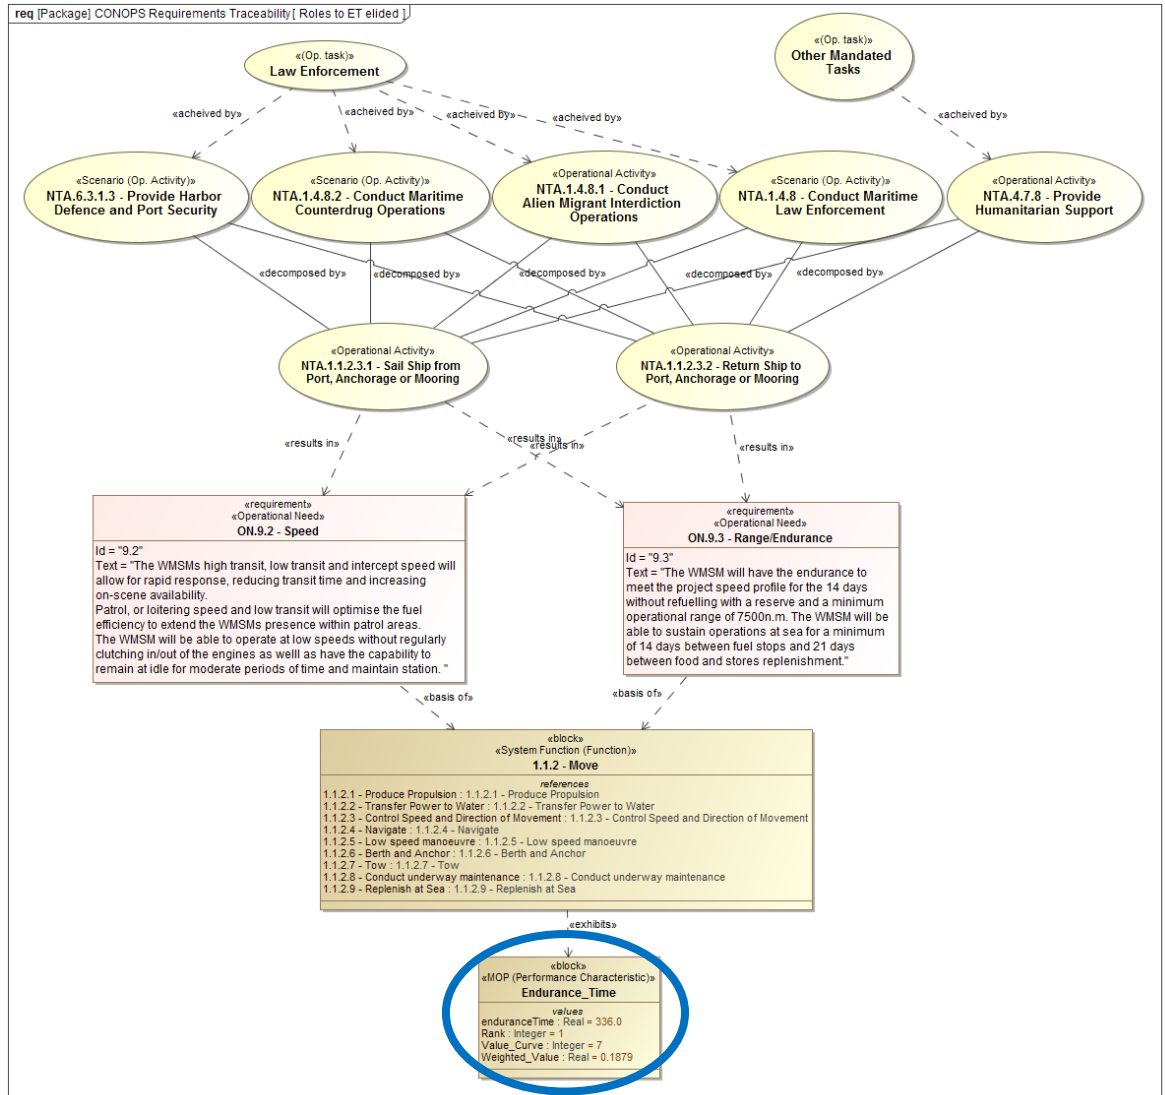 req [Package] CONOPS Requirements Traceability[ Roles to ET elided ]
«(Op. task)»
Law Enforcement
«(Op. task)»
Other Mandated
Tasks
«acheived by»
«acheived by»
«acheived by»
«acheived by»
«acheived by»
«Scenario (Op. Activity)»
NTA.6.3.1.3 - Provide Harbor
Defence and Port Security
«Scenario (Op. Activity)»
NTA.1.4.8.2 - Conduct Maritime
Counterdrug Operations
«Operational Activity»
NTA.1.4.8.1 - Conduct
Alien Migrant Interdiction
Operations
«Scenario (Op. Activity)»
NTA.1.4.8 - Conduct Maritime
Law Enforcement
«Operational Activity»
NTA.4.7.8 - Provide
Humanitarian Support
«decomposed by»
«decomposed by»
«decomposed by»
«decomposed by»
«Operational Activity»
NTA.1.1.2.3.1 - Sail Ship from
Port, Anchorage or Mooring
«Operational Activity»
NTA.1.1.2.3.2 - Return Ship to
Port, Anchorage or Mooring
«results in»
«results in»
«results in»
«results in»
«requirement»
«Operational Need»
ON.9.2 - Speed
Id = "9.2"
Text = "The WMSMs high transit, low transit and intercept speed will
allow for rapid response, reducing transit time and increasing
on-scene availability.
Patrol, or loitering speed and low transit will optimise the fuel
efficiency to extend the WMSMs presence within patrol areas.
The WMSM will be able to operate at low speeds without regularly
clutching in/out of the engines as welll as have the capability to
remain at idle for moderate periods of time and maintain station. "
«requirement»
«Operational Need»
ON.9.3 - Range/Endurance
Id = "9.3"
Text = "The WMSM will have the endurance to
meet the project speed profile for the 14 days
without refuelling with a reserve and a minimum
operational range of 7500n.m. The WMSM will be
able to sustain operations at sea for a minimum
of 14 days between fuel stops and 21 days
between food and stores replenishment."
«basis of»
«basis of»
«block»
«System Function (Function)»
1.1.2 - Move
references
1.1.2.1 - Produce Propulsion : 1.1.2.1 - Produce Propulsion
1.1.2.2 - Transfer Power to Water : 1.1.2.2 - Transfer Power to Water
1.1.2.3 - Control Speed and Direction of Movement : 1.1.2.3 - Control Speed and Direction of Movement
1.1.2.4 - Navigate : 1.1.2.4 - Navigate
1.1.2.5 - Low speed manoeuvre : 1.1.2.5 - Low speed manoeuvre
1.1.2.6 - Berth and Anchor : 1.1.2.6 - Berth and Anchor
1.1.2.7 - Tow : 1.1.2.7 - Tow
1.1.2.8 - Conduct underway maintenance : 1.1.2.8 - Conduct underway maintenance
1.1.2.9 - Replenish at Sea : 1.1.2.9 - Replenish at Sea
«exhibits»
«block»
«MOP (Performance Characteristic)»
Endurance_Time
values
enduranceTime : Real = 336.0
Rank : Integer = 1
Value_Curve : Integer = 7
Weighted_Value : Real = 0.1879